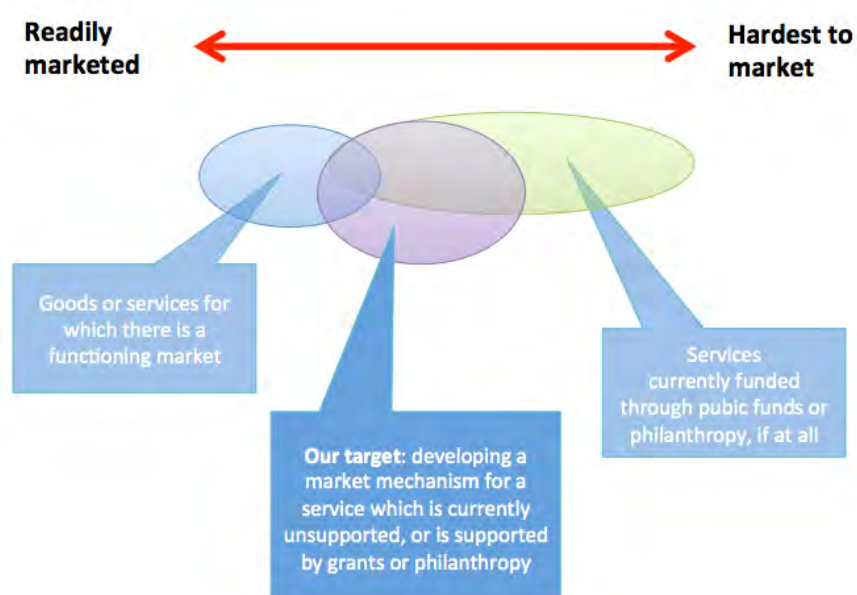 Readily
marketed
Hardest to
market
Goods or services for
which there is a
functioning market
Our target: developing a
market mechanism for a
service which is currently
unsupported, or is supported
by grants or philanthropy
Services
currently funded
through pubic funds or
philanthropy, if at all